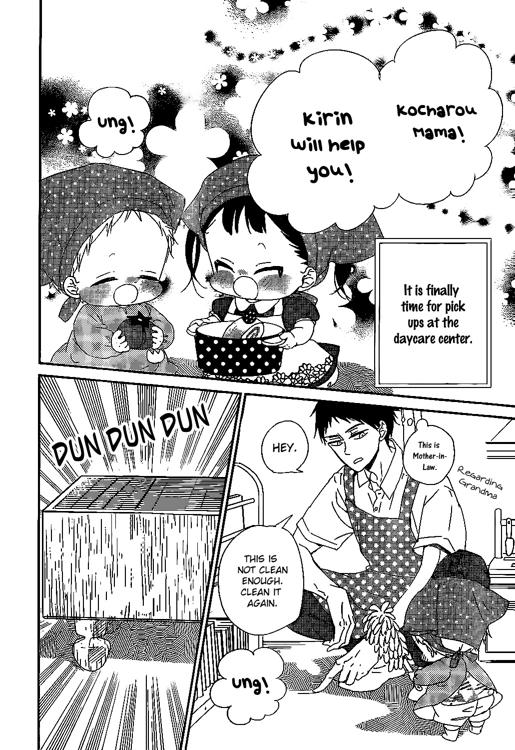 Kocharou
Mama!
Kirin
will help
you!
ung!
It is finally
time for pick
ups at the
daycare center.
This is
Mother-in-
Law.
Regarding
Grandma
HEY.
THIS IS
NOT CLEAN
ENOUGH.
CLEAN IT
AGAIN.
ung!
DUN DUN DUN